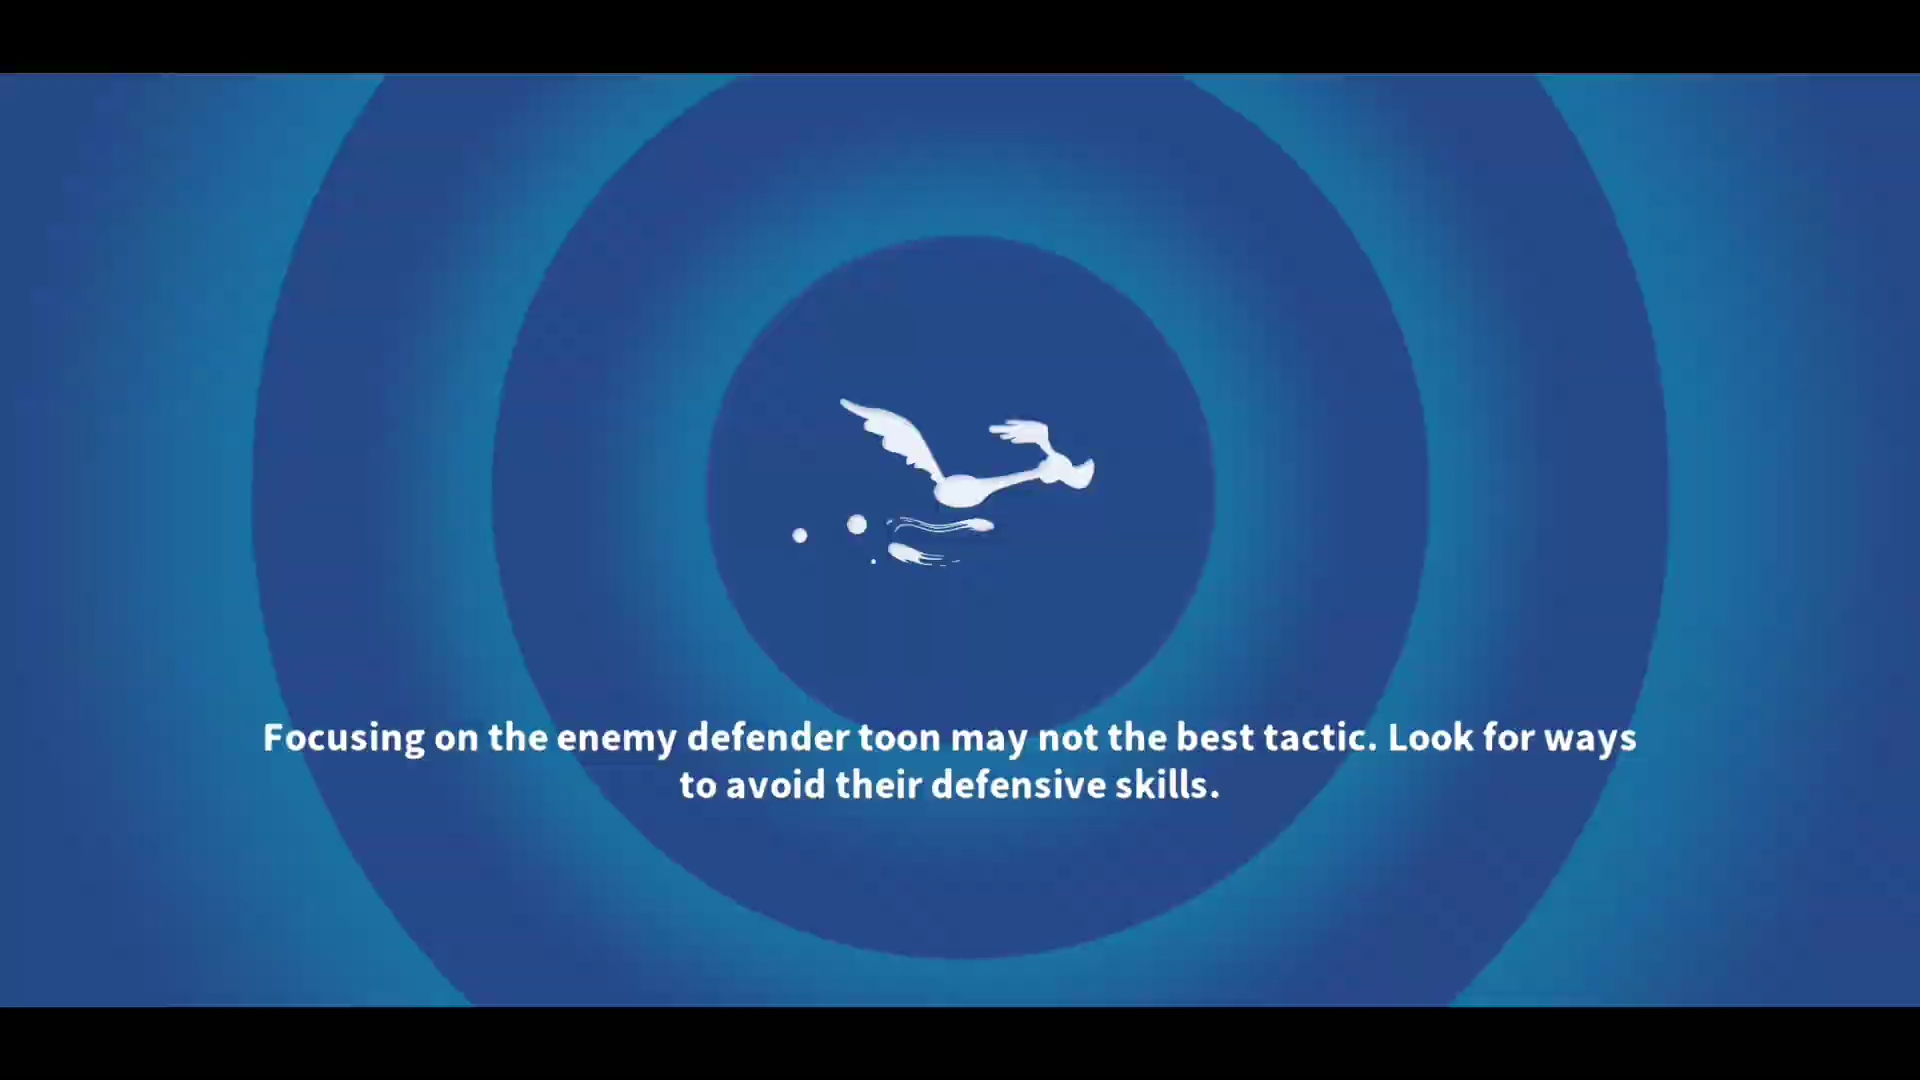 Focusing on the enemy defender toon may not the best tactic. Look for ways
to avoid their defensive skills.